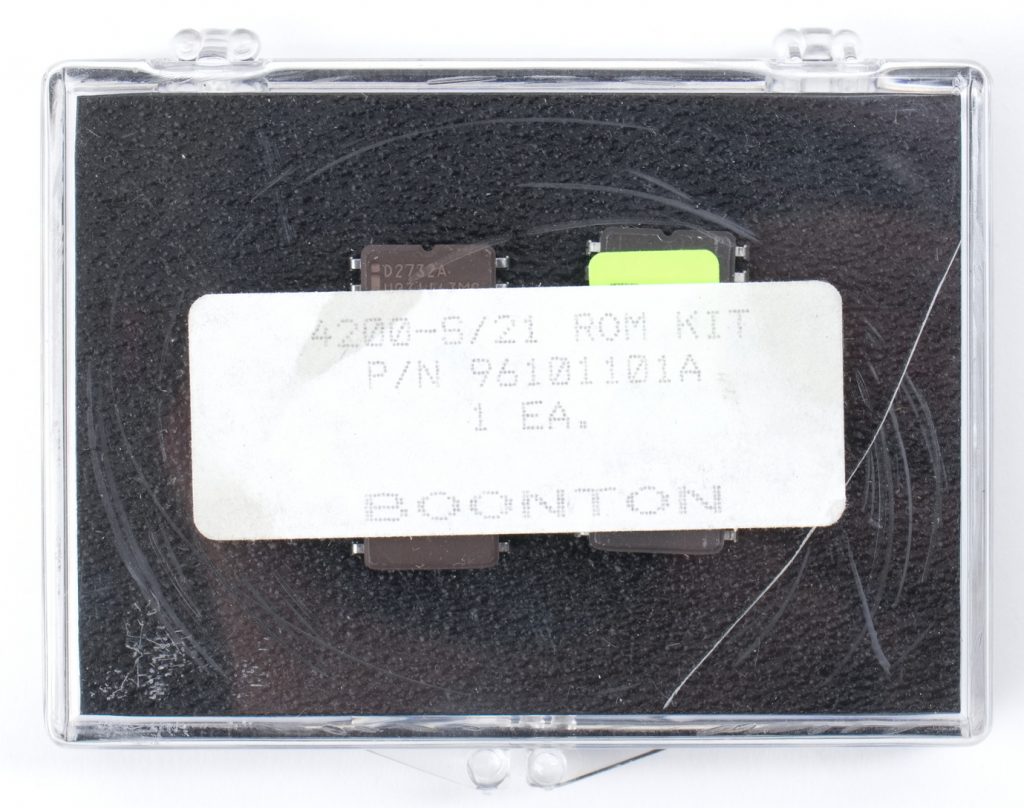 D2732A
4200-S/21 ROM KIT
P/N 96101101A
1 EA.
BOONTON